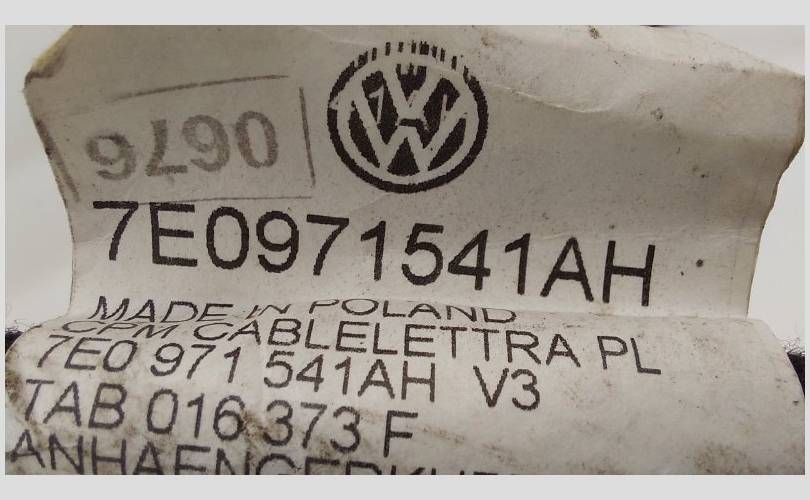 0676
7E0971541AH
MADE IN POLAND
CPM CABLELETTRA PL
7E0 971 541AH V3
TAB 016 373 F